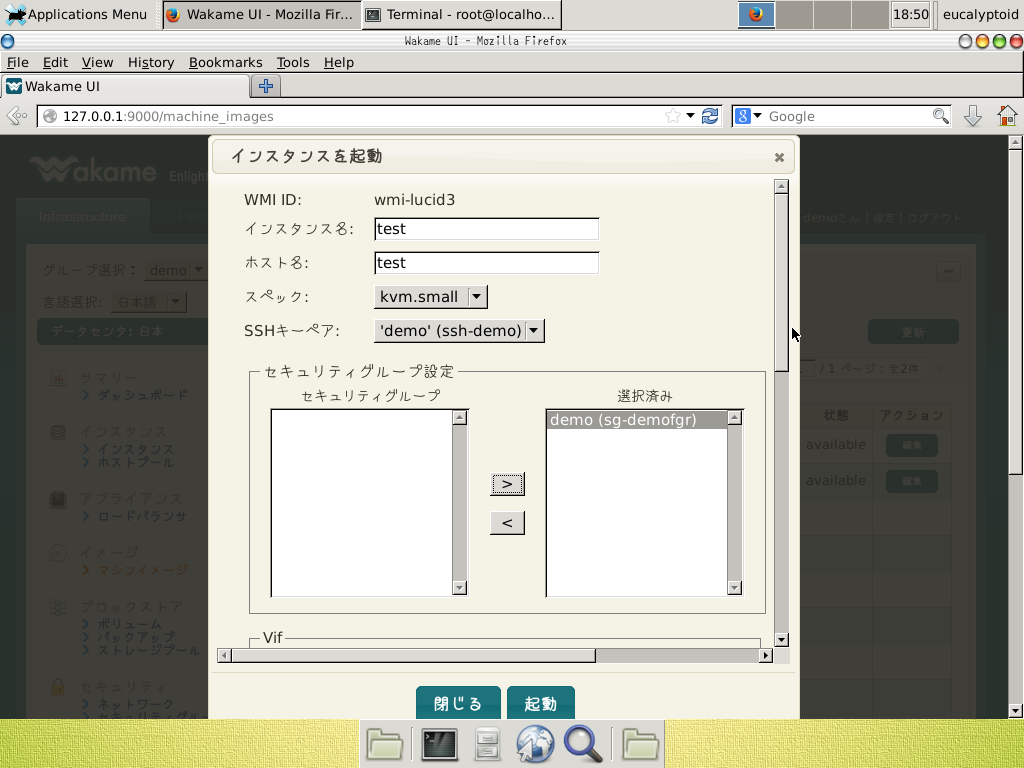 Applications Menu
Wakame UI - Mozilla Fir...
Terminal - root@localho...
18:50
eucalyptoid
Wakame UI - Mozilla Firefox
File Edit View History Bookmarks Tools Help
Wakame UI
127.0.0.1:9000/machine_images
Google
Wakame
Infrastructure
demoさん | 設定 | ログアウト
グループ選択: demo
言語選択: 日本語
データセンタ: 日本
更新
/ 1 ページ : 全2件
状態 アクション
available 編集
available 編集
サマリー
ダッシュボード
インスタンス
インスタンス
ホストプール
アプライアンス
ロードバランサ
イメージ
マシンイメージ
ブロックストア
ボリューム
バックアップ
ストレージプール
セキュリティ
ネットワーク
インスタンスを起動
WMI ID: wmi-lucid3
インスタンス名: test
ホスト名: test
スペック: kvm.small
SSHキーペア: 'demo' (ssh-demo)
セキュリティグループ設定
セキュリティグループ 選択済み
demo (sg-demofgr)
>
<
Vif
閉じる 起動